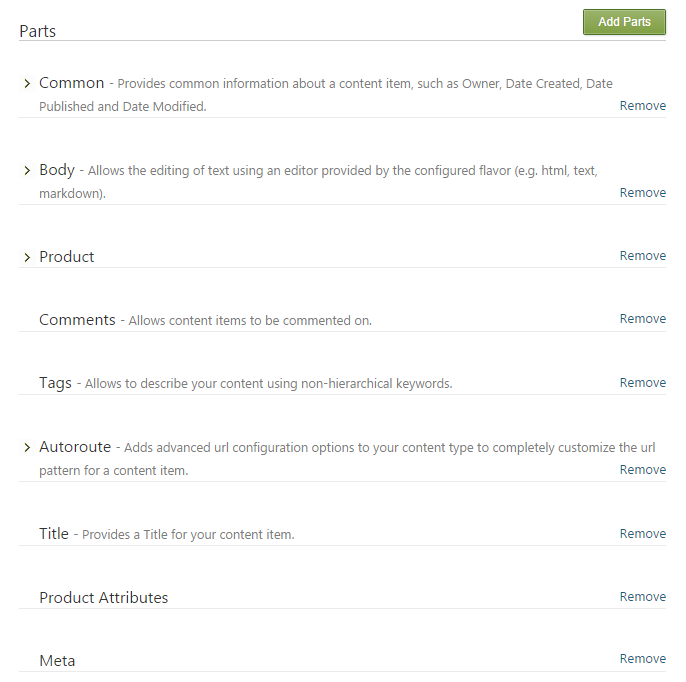 Parts
Add Parts
Common - Provides common information about a content item, such as Owner, Date Created, Date
Published and Date Modified.
Remove
Body - Allows the editing of text using an editor provided by the configured flavor (e.g. html, text,
markdown).
Remove
Product
Remove
Comments - Allows content items to be commented on.
Remove
Tags - Allows to describe your content using non-hierarchical keywords.
Remove
Autoroute - Adds advanced url configuration options to your content type to completely customize the url
pattern for a content item.
Remove
Title - Provides a Title for your content item.
Remove
Product Attributes
Remove
Meta
Remove